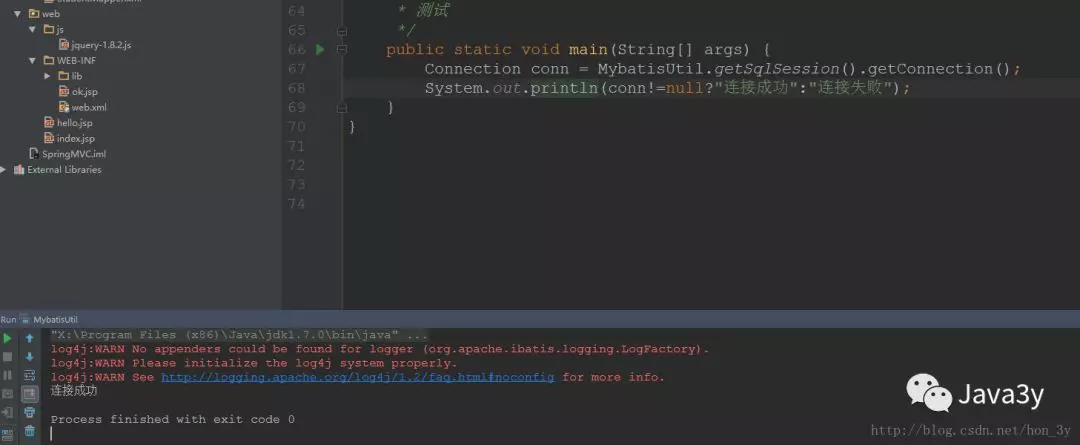 web
js
jquery-1.8.2.js
WEB-INF
lib
ok.jsp
web.xml
hello.jsp
index.jsp
SpringMVC.iml
External Libraries
64 * 测试
65 */
66 public static void main(String[] args) {
67 Connection conn = MybatisUtil.getSqlSession().getConnection();
68 System.out.println(conn!=null?"连接成功":"连接失败");
69 }
70 }
71
72
73
74
Run MybatisUtil
"X:\Program Files (x86)\Java\jdk1.7.0\bin\java" ...
log4j:WARN No appenders could be found for logger (org.apache.ibatis.logging.LogFactory).
log4j:WARN Please initialize the log4j system properly.
log4j:WARN See http://logging.apache.org/log4j/1.2/faq.html#noconfig for more info.
连接成功
Process finished with exit code 0
Java3y
http://blog.csdn.net/hon_3y